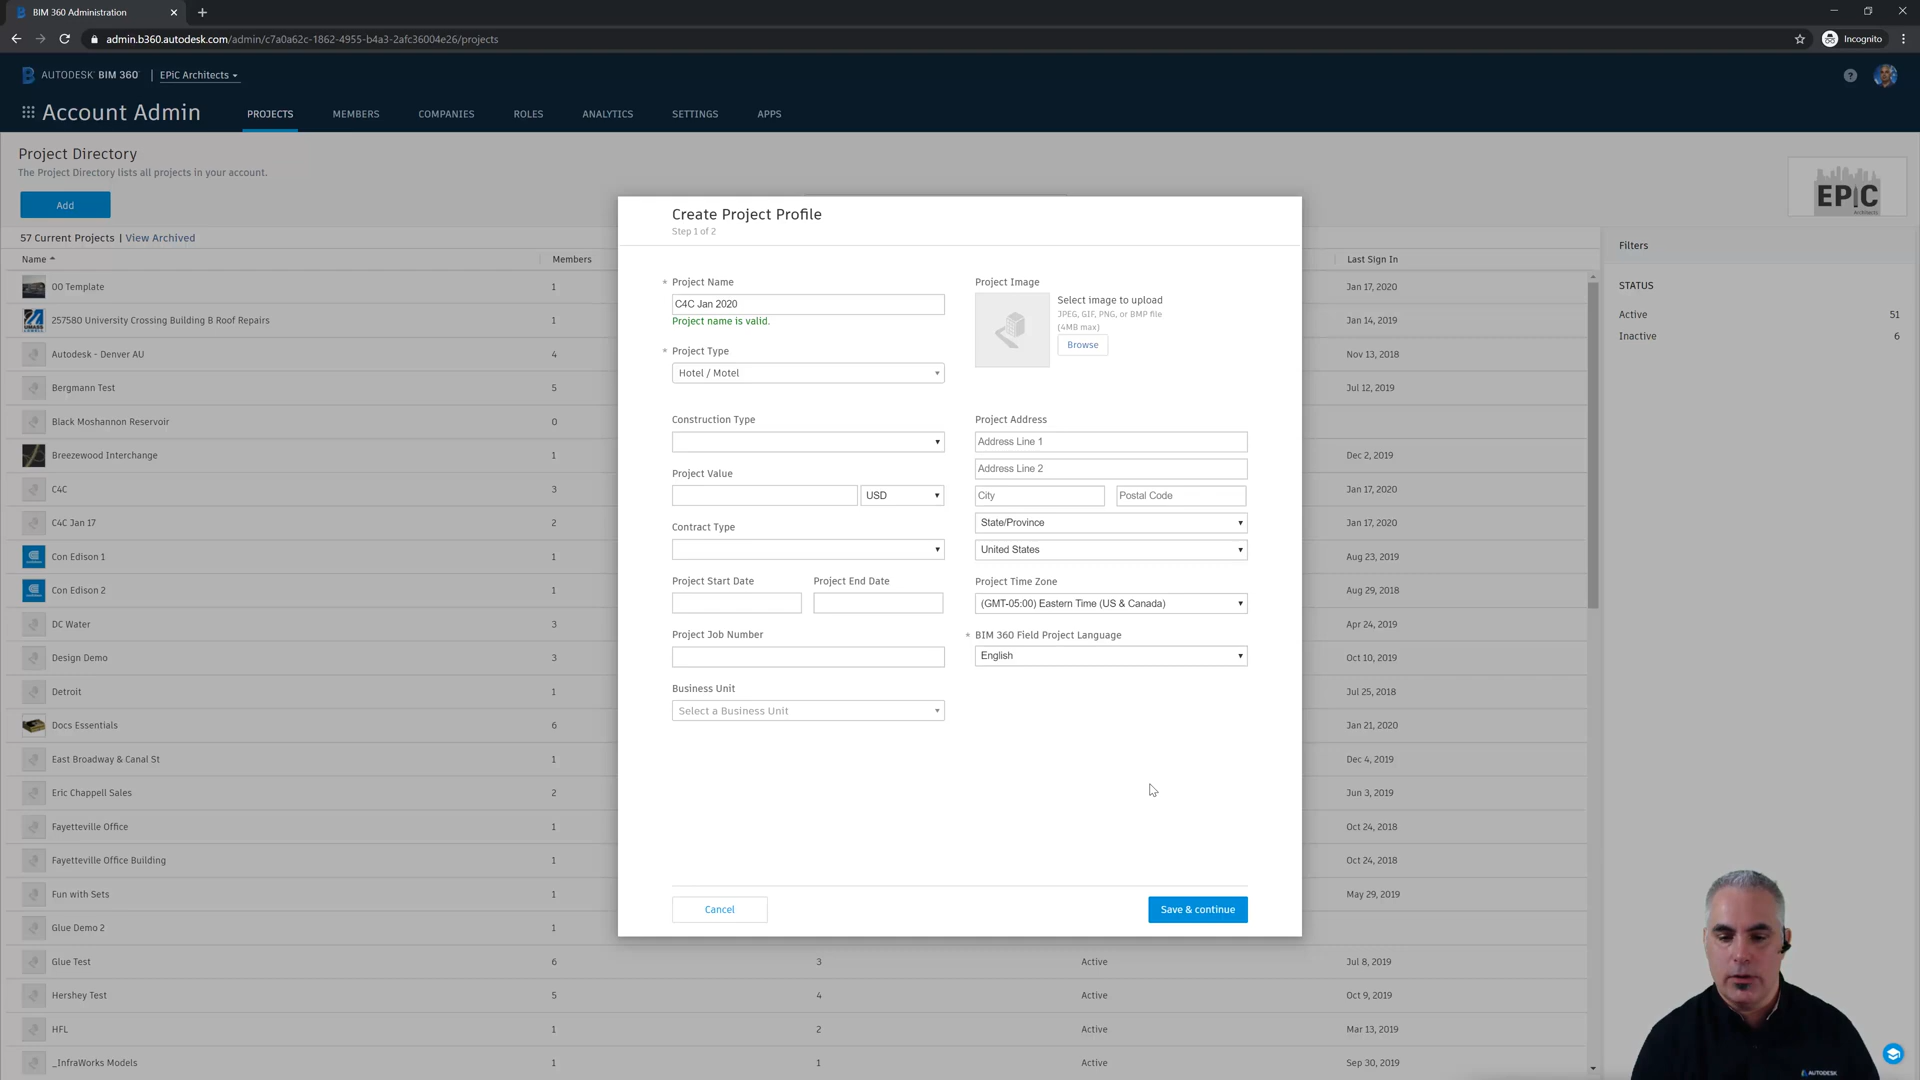 BIM 360 Administration
admin.b360.autodesk.com/admin/c7a0a62c-1862-4955-b4a3-2afc36004e26/projects
Incognito
AUTODESK® BIM 360 | EPiC Architects
Account Admin
PROJECTS MEMBERS COMPANIES ROLES ANALYTICS SETTINGS APPS
Project Directory
The Project Directory lists all projects in your account.
Add
EPIC
Architects
57 Current Projects | View Archived
Name Members Last Sign In
00 Template 1 Jan 17, 2020
257580 University Crossing Building B Roof Repairs 1 Jan 14, 2019
Autodesk - Denver AU 4 Nov 13, 2018
Bergmann Test 5 Jul 12, 2019
Black Moshannon Reservoir 0
Breezewood Interchange 1 Dec 2, 2019
C4C 3 Jan 17, 2020
C4C Jan 17 2 Jan 17, 2020
Con Edison 1 1 Aug 23, 2019
Con Edison 2 1 Aug 29, 2018
DC Water 3 Apr 24, 2019
Design Demo 3 Oct 10, 2019
Detroit 1 Jul 25, 2018
Docs Essentials 6 Jan 21, 2020
East Broadway & Canal St 1 Dec 4, 2019
Eric Chappell Sales 2 Jun 3, 2019
Fayetteville Office 1 Oct 24, 2018
Fayetteville Office Building 1 Oct 24, 2018
Fun with Sets 1 May 29, 2019
Glue Demo 2 1
Glue Test 6 3 Active Jul 8, 2019
Hershey Test 5 4 Active Oct 9, 2019
HFL 1 2 Active Mar 13, 2019
_InfraWorks Models 1 1 Active Sep 30, 2019
Create Project Profile
Step 1 of 2
* Project Name
C4C Jan 2020
Project name is valid.
* Project Type
Hotel / Motel
Construction Type
Project Value
USD
Contract Type
Project Start Date Project End Date
Project Job Number
Business Unit
Select a Business Unit
Project Image
Select image to upload
JPEG, GIF, PNG, or BMP file
(4MB max)
Browse
Project Address
Address Line 1
Address Line 2
City Postal Code
State/Province
United States
Project Time Zone
(GMT-05:00) Eastern Time (US & Canada)
* BIM 360 Field Project Language
English
Cancel Save & continue
Filters
STATUS
Active 51
Inactive 6
AUTODESK